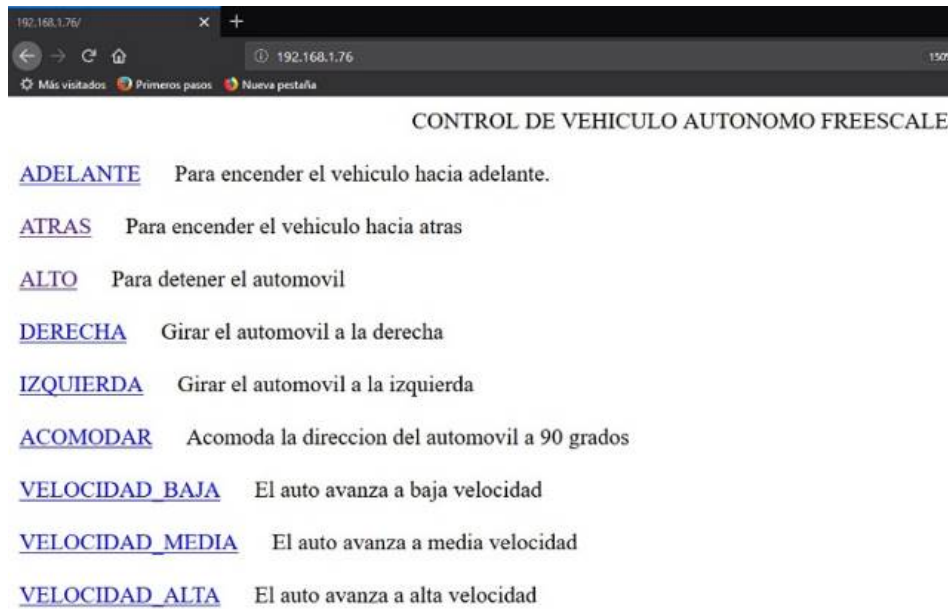 192.168.1.76/
192.168.1.76
Más visitados Primeros pasos Nueva pestaña
CONTROL DE VEHICULO AUTONOMO FREESCALE
ADELANTE Para encender el vehiculo hacia adelante.
ATRAS Para encender el vehiculo hacia atras
ALTO Para detener el automovil
DERECHA Girar el automovil a la derecha
IZQUIERDA Girar el automovil a la izquierda
ACOMODAR Acomoda la direccion del automovil a 90 grados
VELOCIDAD_BAJA El auto avanza a baja velocidad
VELOCIDAD_MEDIA El auto avanza a media velocidad
VELOCIDAD_ALTA El auto avanza a alta velocidad